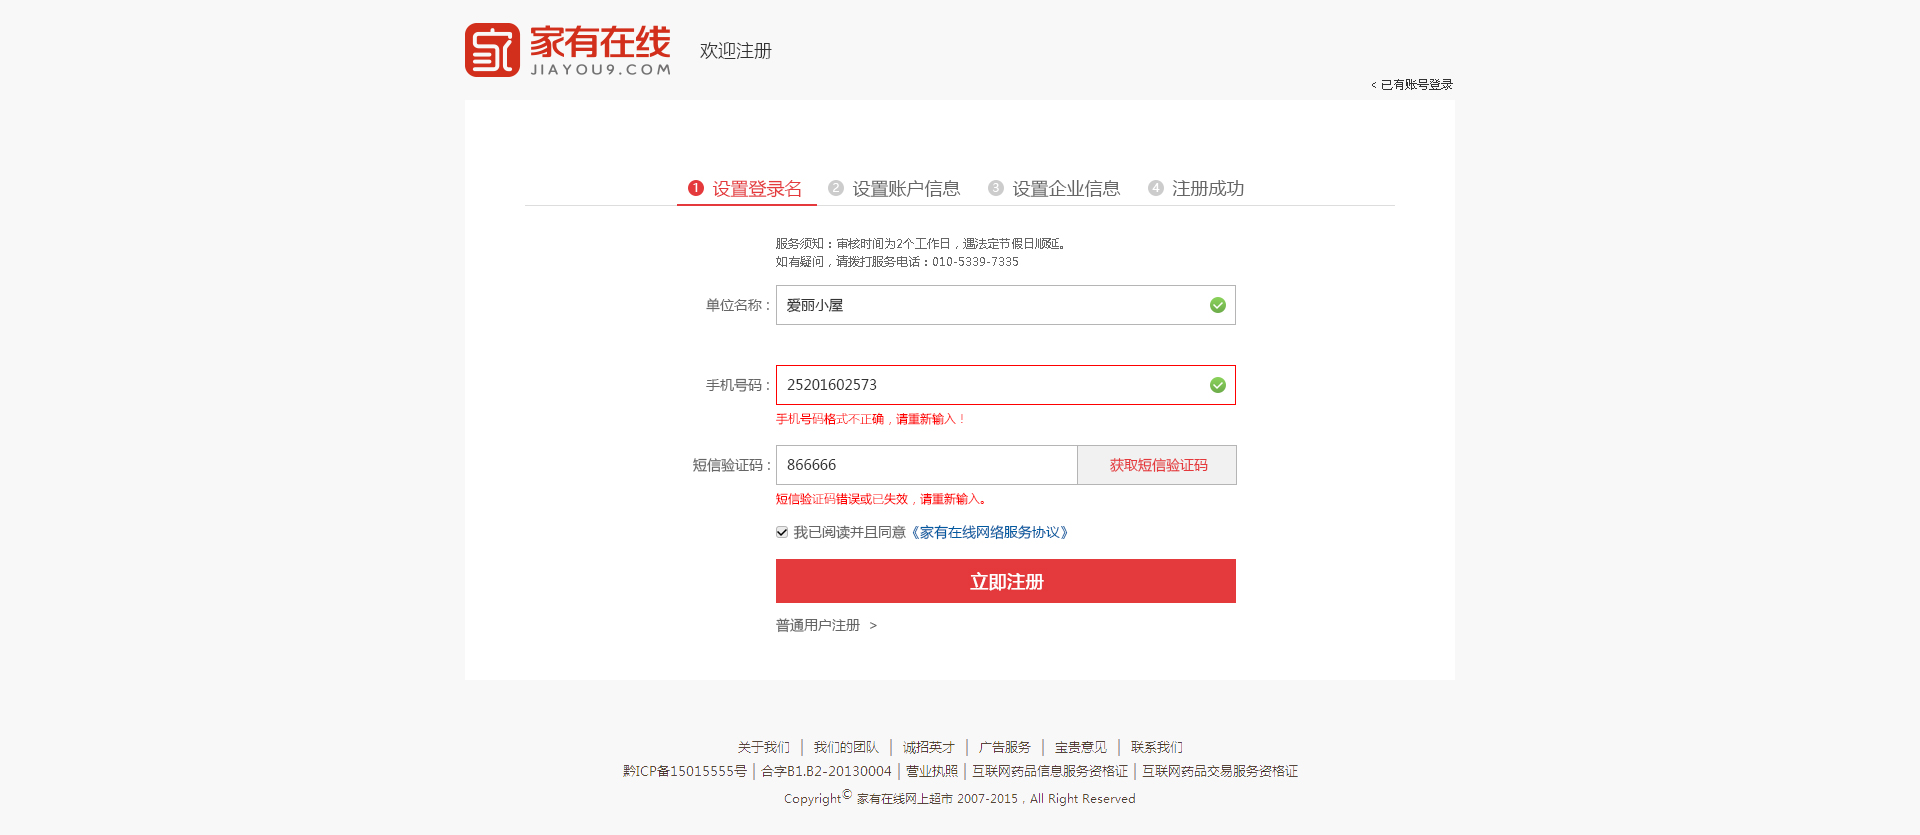 家有在线
JIAYOU9.COM
欢迎注册
< 已有账号登录
1 设置登录名 2 设置账户信息 3 设置企业信息 4 注册成功
服务须知：审核时间为2个工作日，遇法定节假日顺延。
如有疑问，请拨打服务电话：010-5339-7335
单位名称： 爱丽小屋
手机号码： 25201602573
手机号码格式不正确，请重新输入！
短信验证码： 866666 获取短信验证码
短信验证码错误或已失效，请重新输入。
我已阅读并且同意《家有在线网络服务协议》
立即注册
普通用户注册 >
关于我们 | 我们的团队 | 诚招英才 | 广告服务 | 宝贵意见 | 联系我们
黔ICP备15015555号 | 合字B1.B2-20130004 | 营业执照 | 互联网药品信息服务资格证 | 互联网药品交易服务资格证
Copyright© 家有在线网上超市 2007-2015，All Right Reserved